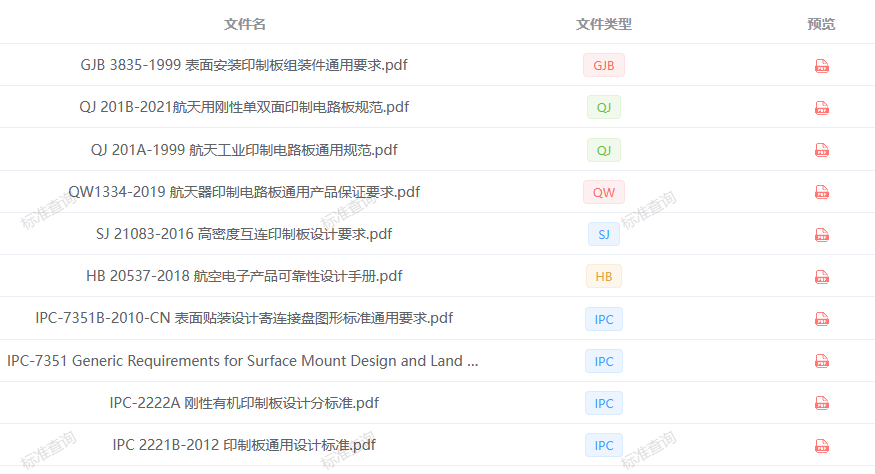 文件名 文件类型 预览
GJB 3835-1999 表面安装印制板组装件通用要求.pdf GJB
QJ 201B-2021航天用刚性单双面印制电路板规范.pdf QJ
QJ 201A-1999 航天工业印制电路板通用规范.pdf QJ
QW1334-2019 航天器印制电路板通用产品保证要求.pdf QW
标准查询 标准查询 标准查询
SJ 21083-2016 高密度互连印制板设计要求.pdf SJ
HB 20537-2018 航空电子产品可靠性设计手册.pdf HB
IPC-7351B-2010-CN 表面贴装设计寄连接盘图形标准通用要求.pdf IPC
IPC-7351 Generic Requirements for Surface Mount Design and Land ... IPC
IPC-2222A 刚性有机印制板设计分标准.pdf IPC
IPC 2221B-2012 印制板通用设计标准.pdf IPC
标准查询 标准查询 标准查询